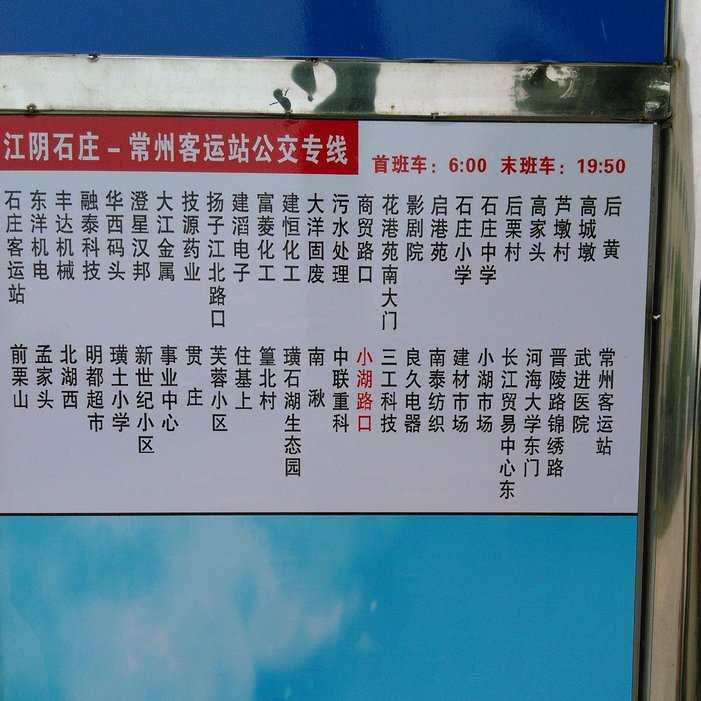 江阴石庄－常州客运站公交专线
首班车：6:00 末班车：19:50
石庄客运站
东洋机电
丰达机械
融泰科技
华西码头
澄星汉邦
大江金属
技源药业
扬子江北路口
建滔电子
富菱化工
建恒化工
大洋固废
污水处理
商贸路口
花港苑南大门
影剧院
启港苑
石庄小学
石庄中学
后栗村
高家头
芦墩村
高城墩
后黄
前栗山
孟家头
北湖西
明都超市
璜土小学
新世纪小区
事业中心
贯庄
芙蓉小区
住基上
篁北村
璜石湖生态园
南湫
中联重科
小湖路口
三工科技
良久电器
南泰纺织
建材市场
小湖市场
长江贸易中心东
河海大学东门
晋陵路锦绣路
武进医院
常州客运站